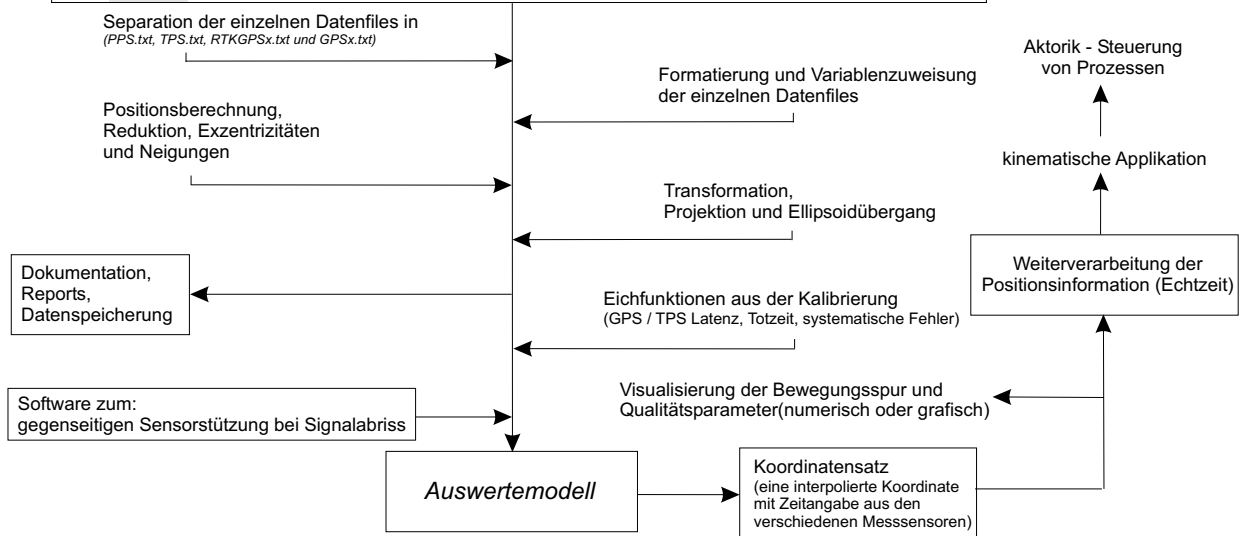 Separation der einzelnen Datenfiles in
(PPS.txt, TPS.txt, RTKGPSx.txt und GPSx.txt)
Aktorik - Steuerung
von Prozessen
Formatierung und Variablenzuweisung
der einzelnen Datenfiles
Positionsberechnung,
Reduktion, Exzentrizitäten
und Neigungen
kinematische Applikation
Transformation,
Projektion und Ellipsoidübergang
Weiterverarbeitung der
Positionsinformation (Echtzeit)
Dokumentation,
Reports,
Datenspeicherung
Eichfunktionen aus der Kalibrierung
(GPS / TPS Latenz, Totzeit, systematische Fehler)
Visualisierung der Bewegungsspur und
Qualitätsparameter(numerisch oder grafisch)
Software zum:
gegenseitigen Sensorstützung bei Signalabriss
Auswertemodell
Koordinatensatz
(eine interpolierte Koordinate
mit Zeitangabe aus den
verschiedenen Messsensoren)